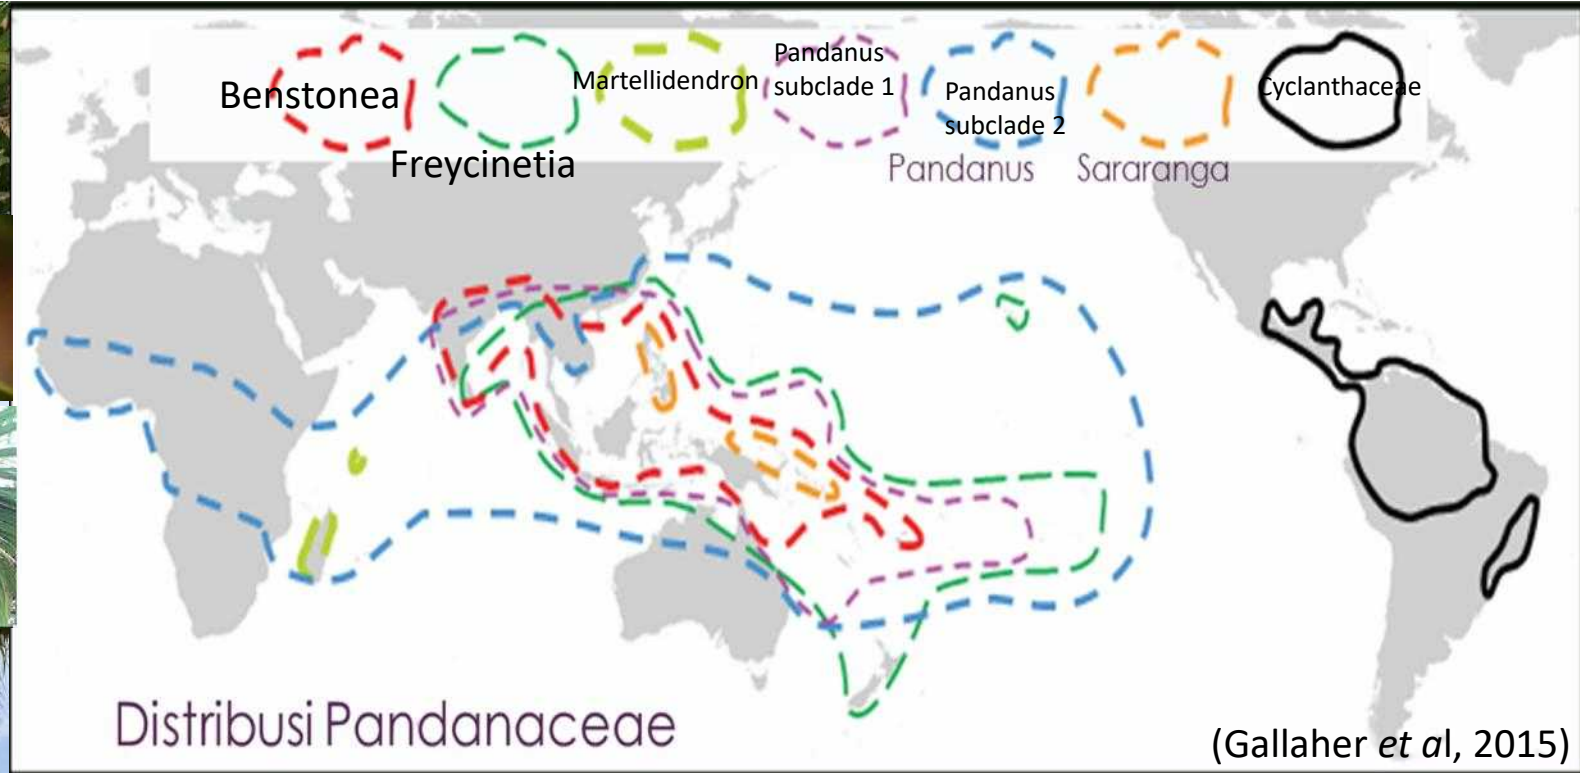 Benstonea
Freycinetia
Martellidendron
Pandanus
subclade 1
Pandanus
subclade 2
Pandanus
Sararanga
Cyclanthaceae
Distribusi Pandanaceae
(Gallaher et al, 2015)